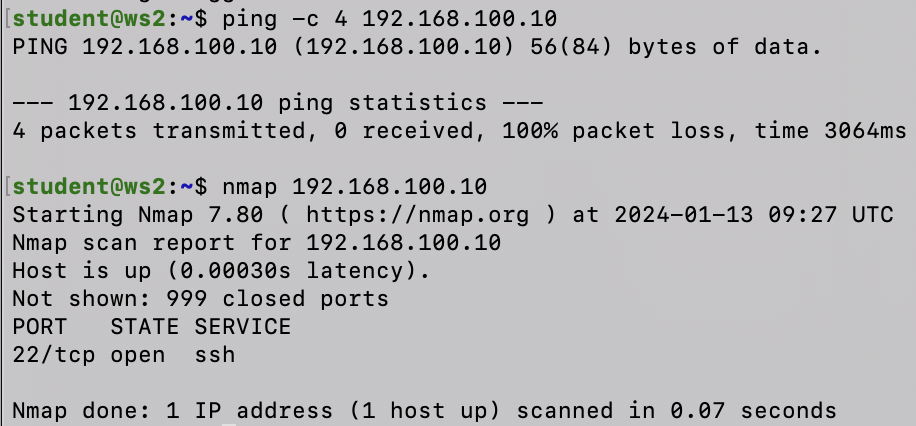 [student@ws2:~$ ping -c 4 192.168.100.10
PING 192.168.100.10 (192.168.100.10) 56(84) bytes of data.
--- 192.168.100.10 ping statistics ---
4 packets transmitted, 0 received, 100% packet loss, time 3064ms
[student@ws2:~$ nmap 192.168.100.10
Starting Nmap 7.80 ( https://nmap.org ) at 2024-01-13 09:27 UTC
Nmap scan report for 192.168.100.10
Host is up (0.00030s latency).
Not shown: 999 closed ports
PORT   STATE SERVICE
22/tcp open  ssh
Nmap done: 1 IP address (1 host up) scanned in 0.07 seconds